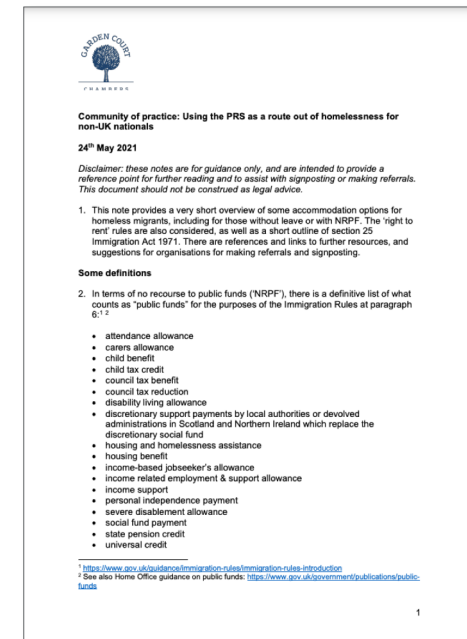 GARDEN COURT
CHAMBERS
Community of practice: Using the PRS as a route out of homelessness for
non-UK nationals
24th May 2021
Disclaimer: these notes are for guidance only, and are intended to provide a
reference point for further reading and to assist with signposting or making referrals.
This document should not be construed as legal advice.
1. This note provides a very short overview of some accommodation options for
homeless migrants, including for those without leave or with NRPF. The 'right to
rent' rules are also considered, as well as a short outline of section 25
Immigration Act 1971. There are references and links to further resources, and
suggestions for organisations for making referrals and signposting.
Some definitions
2. In terms of no recourse to public funds ('NRPF'), there is a definitive list of what
counts as "public funds" for the purposes of the Immigration Rules at paragraph
6:1 2
• attendance allowance
• carers allowance
• child benefit
• child tax credit
• council tax benefit
• council tax reduction
• disability living allowance
• discretionary support payments by local authorities or devolved
administrations in Scotland and Northern Ireland which replace the
discretionary social fund
• housing and homelessness assistance
• housing benefit
• income-based jobseeker's allowance
• income related employment & support allowance
• income support
• personal independence payment
• severe disablement allowance
• social fund payment
• state pension credit
• universal credit
1 https://www.gov.uk/guidance/immigration-rules/immigration-rules-introduction
2 See also Home Office guidance on public funds: https://www.gov.uk/government/publications/public-
funds
1